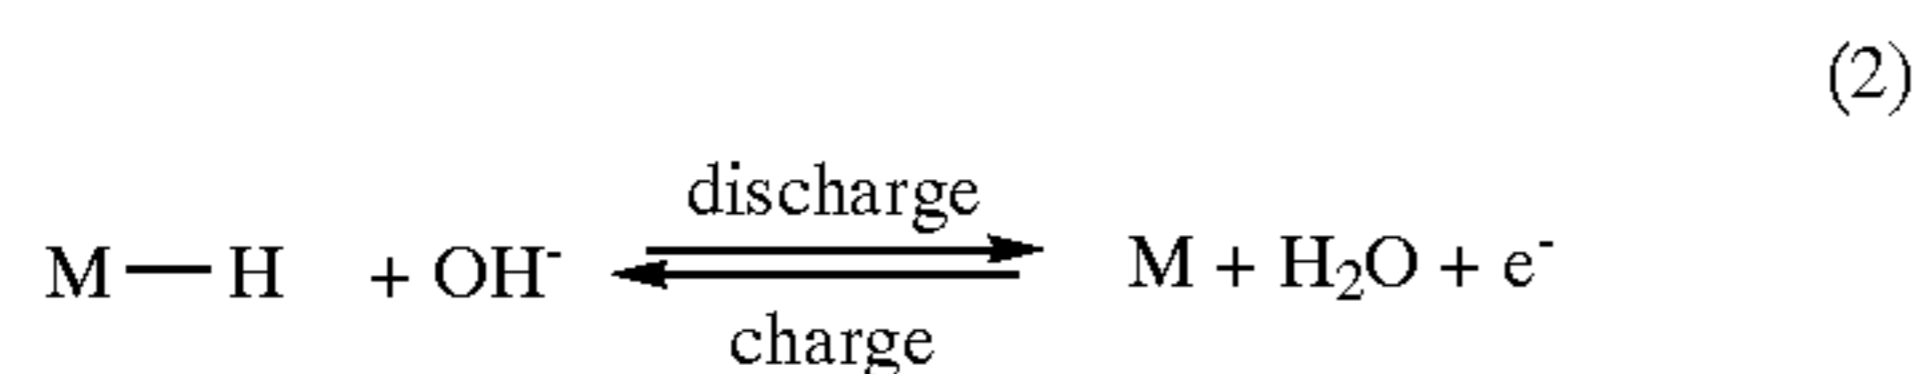 (2)
discharge
M—H + OH⁻ ⇌ M + H₂O + e⁻
charge